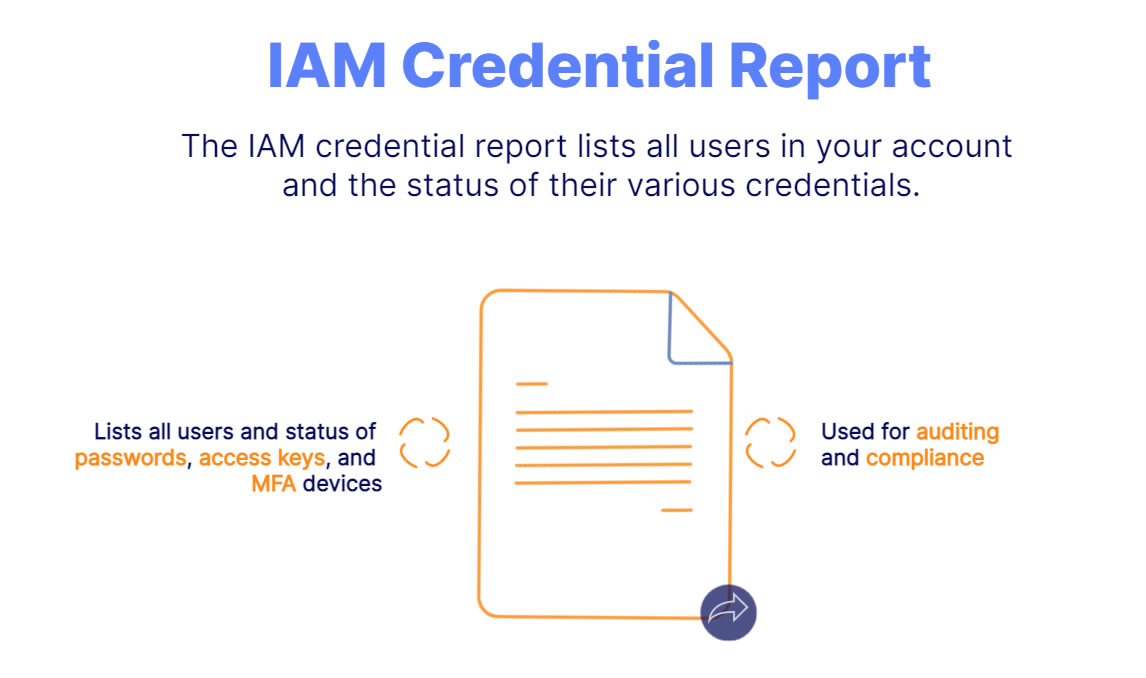 IAM Credential Report
The IAM credential report lists all users in your account
and the status of their various credentials.
Lists all users and status of
passwords, access keys, and
MFA devices
Used for auditing
and compliance